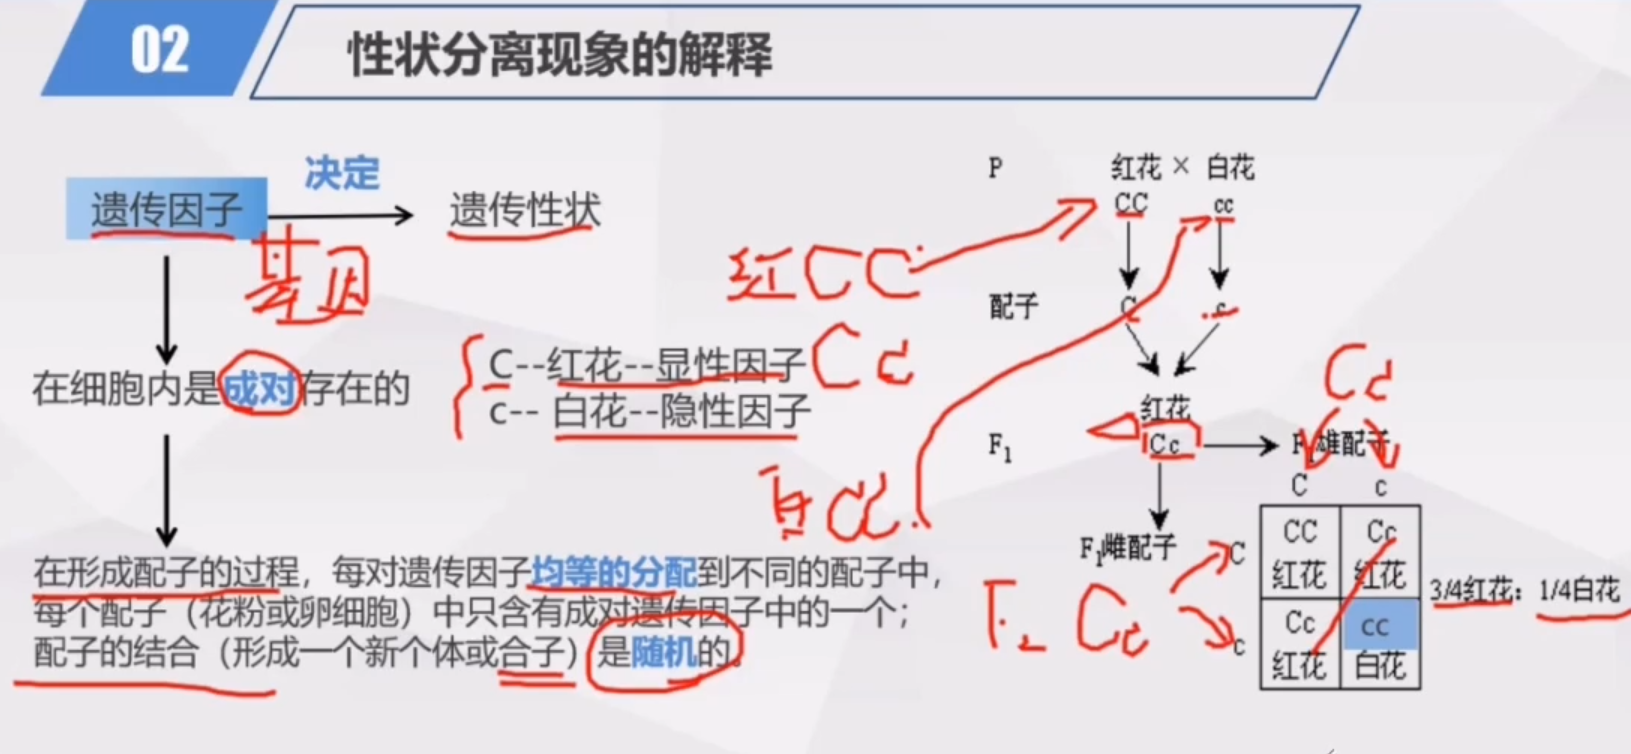 02
性状分离现象的解释
决定
遗传因子
遗传性状
基因
在细胞内是成对存在的
C--红花--显性因子
c-- 白花--隐性因子
红CC
Cc
在形成配子的过程，每对遗传因子均等的分配到不同的配子中，
每个配子（花粉或卵细胞）中只含有成对遗传因子中的一个；
配子的结合（形成一个新个体或合子）是随机的。
P
红花 × 白花
CC
cc
配子
C
c
红花
F₁
Cc
Cc
F₁雄配子
C
c
F₁雌配子
C
c
CC
Cc
红花
红花
Cc
cc
红花
白花
3/4红花：1/4白花
Cc